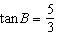 tan B = 5/3